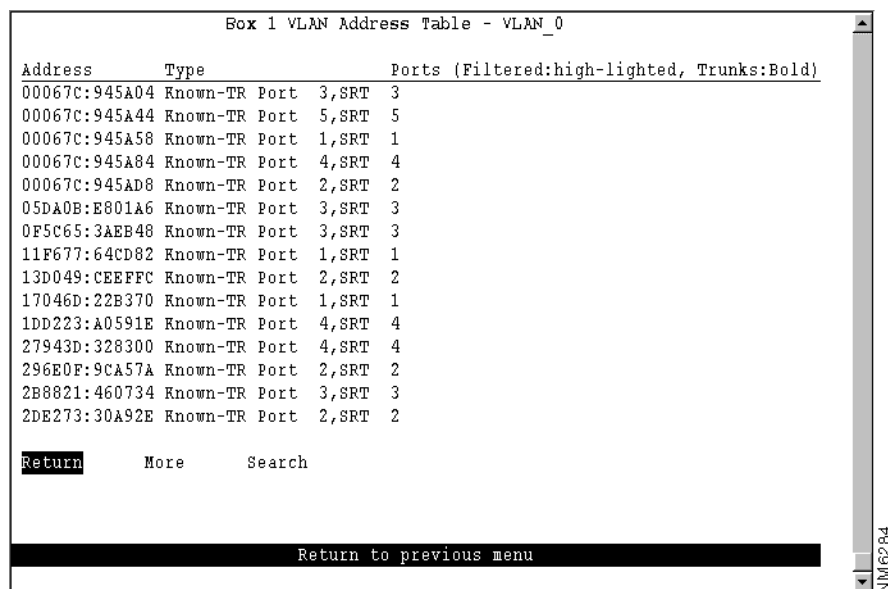 Box 1 VLAN Address Table - VLAN_0
Address Type Ports (Filtered:high-lighted, Trunks:Bold)
00067C:945A04 Known-TR Port 3,SRT 3
00067C:945A44 Known-TR Port 5,SRT 5
00067C:945A58 Known-TR Port 1,SRT 1
00067C:945A84 Known-TR Port 4,SRT 4
00067C:945AD8 Known-TR Port 2,SRT 2
05DA0B:E801A6 Known-TR Port 3,SRT 3
0F5C65:3AEB48 Known-TR Port 3,SRT 3
11F677:64CD82 Known-TR Port 1,SRT 1
13D049:CEEFFC Known-TR Port 2,SRT 2
17046D:22B370 Known-TR Port 1,SRT 1
1DD223:A0591E Known-TR Port 4,SRT 4
27943D:328300 Known-TR Port 4,SRT 4
296E0F:9CA57A Known-TR Port 2,SRT 2
2B8821:460734 Known-TR Port 3,SRT 3
2DE273:30A92E Known-TR Port 2,SRT 2
Return More Search
Return to previous menu
NM6284